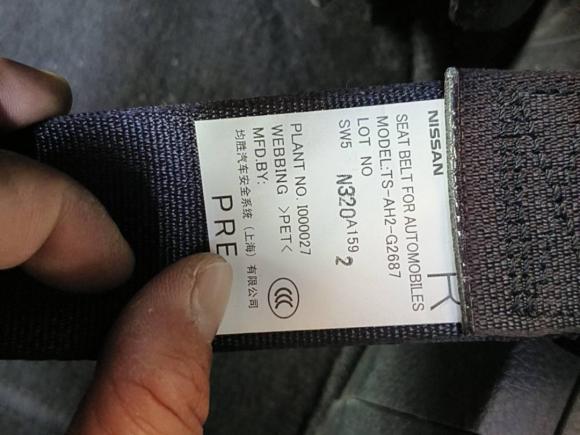 NISSAN
SEAT BELT FOR AUTOMOBILES
MODEL:TS-AH2-G2687
LOT NO
SW5 N320A159 2
PLANT NO. I000027
WEBBING >PET<
MFD.BY:
均胜汽车安全系统（上海）有限公司
R
PRE
CCC